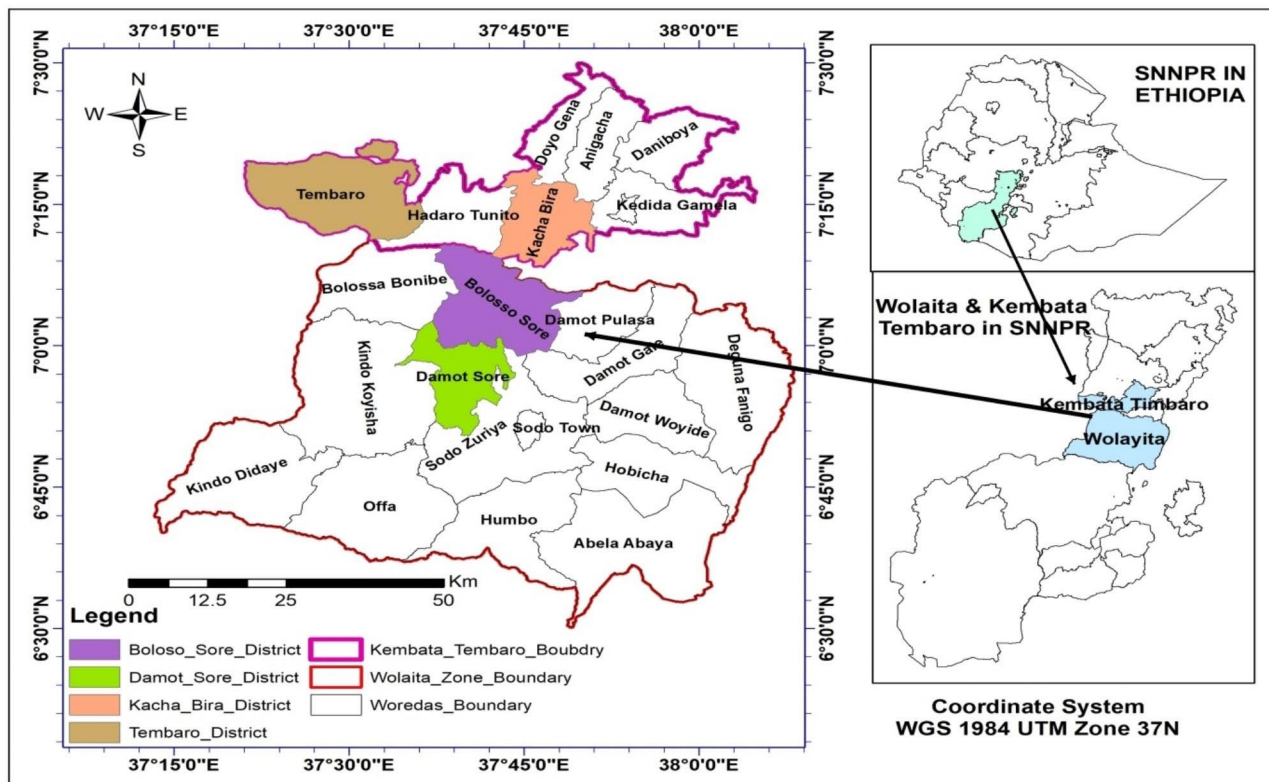 37°15'0"E 37°30'0"E 37°45'0"E 38°0'0"E
7°30'0"N
7°15'0"N
7°0'0"N
6°45'0"N
6°30'0"N
N
W E
S
Doyo Gena
Anigacha
Daniboya
Tembaro
Hadaro Tunito
Kacha Bira
Kedida Gamela
Bolossa Bonibe
Bolosso Sore
Damot Pulasa
Kindo Koyisha
Damot Sore
Damot Gale
Deguna Fanigo
Sodo Zuriya
Sodo Town
Damot Woyide
Kindo Didaye
Offa
Humbo
Hobicha
Abela Abaya
Km
0 12.5 25 50
Legend
Boloso_Sore_District
Damot_Sore_District
Kacha_Bira_District
Tembaro_District
Kembata_Tembaro_Boubdry
Wolaita_Zone_Boundary
Woredas_Boundary
37°15'0"E 37°30'0"E 37°45'0"E 38°0'0"E
7°30'0"N
7°15'0"N
7°0'0"N
6°45'0"N
6°30'0"N
SNNPR IN
ETHIOPIA
Wolaita & Kembata
Tembaro in SNNPR
Kembata Timbaro
Wolayita
Coordinate System
WGS 1984 UTM Zone 37N